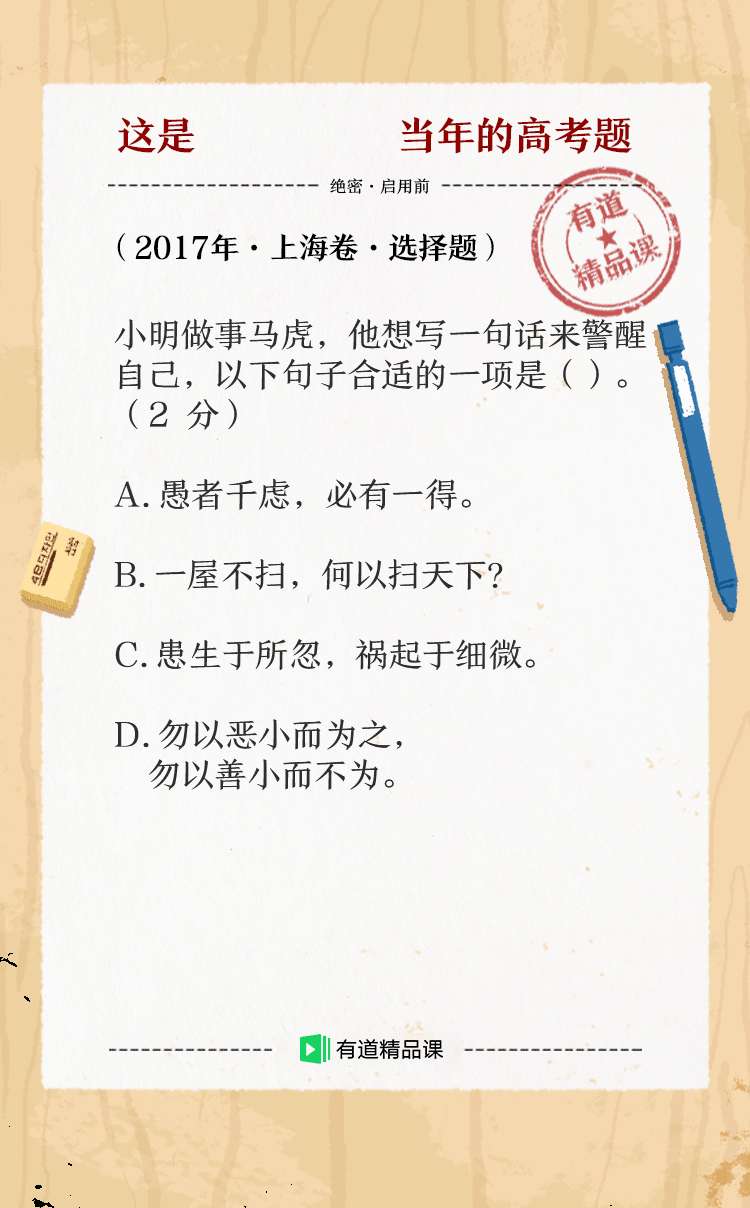 这是 当年的高考题
绝密·启用前
有道
精品课
（2017年·上海卷·选择题）
小明做事马虎，他想写一句话来警醒
自己，以下句子合适的一项是（）。
（2 分）
A. 愚者千虑，必有一得。
B. 一屋不扫，何以扫天下？
C. 患生于所忽，祸起于细微。
D. 勿以恶小而为之，
勿以善小而不为。
有道精品课